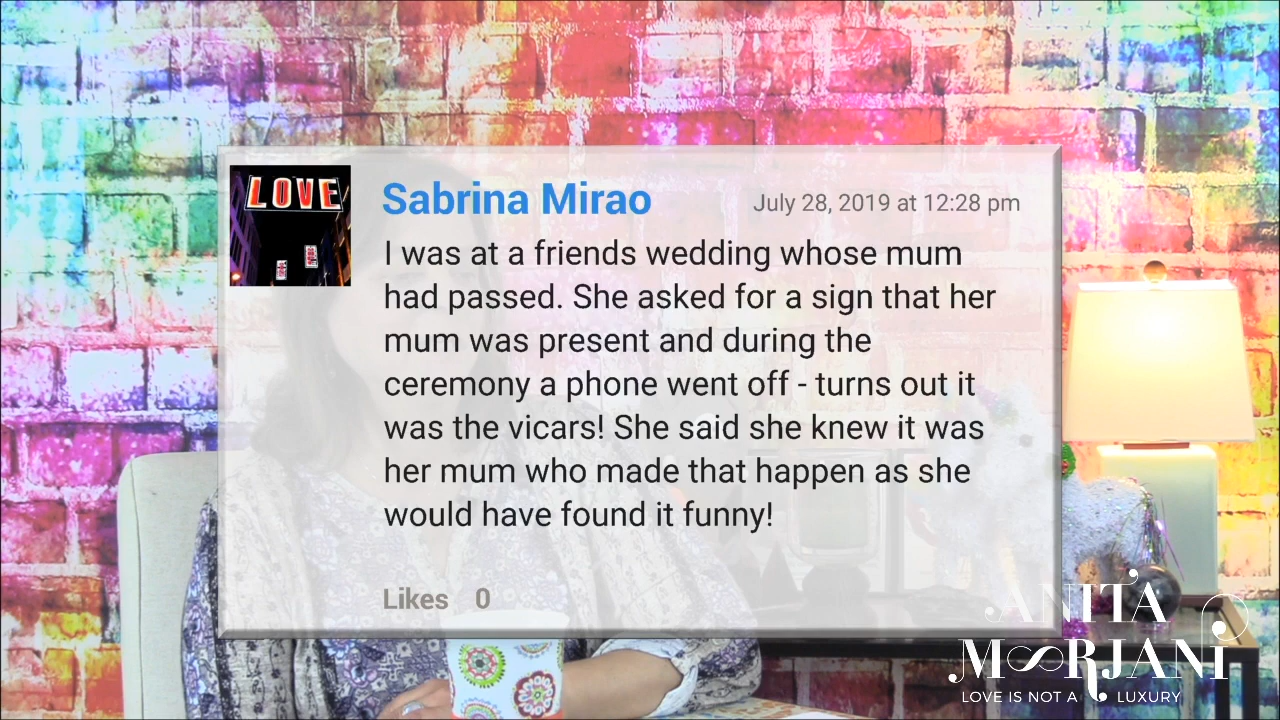 LOVE
Sabrina Mirao July 28, 2019 at 12:28 pm
I was at a friends wedding whose mum
had passed. She asked for a sign that her
mum was present and during the
ceremony a phone went off - turns out it
was the vicars! She said she knew it was
her mum who made that happen as she
would have found it funny!
Likes 0
ANITA
MOORJANI
LOVE IS NOT A LUXURY